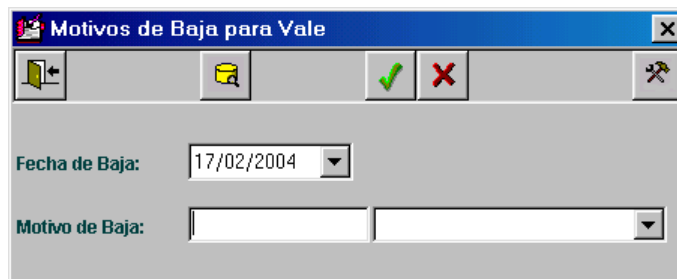 Motivos de Baja para Vale
Fecha de Baja: 17/02/2004
Motivo de Baja: